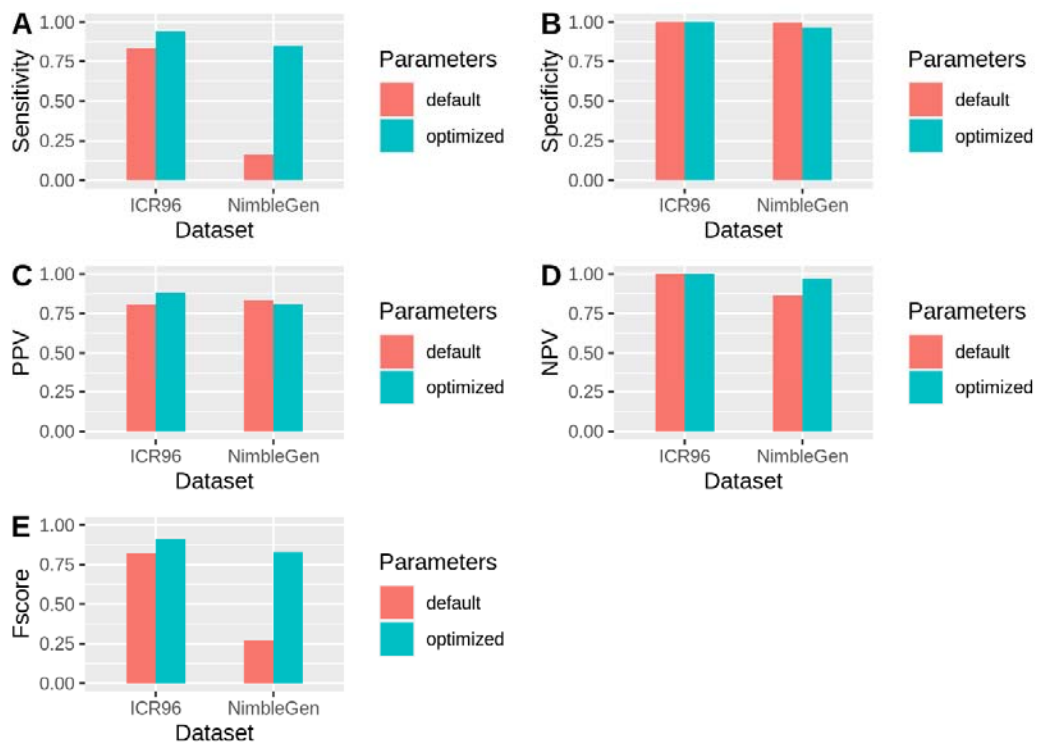 A
1.00
0.75
0.50
0.25
0.00
Sensitivity
ICR96
NimbleGen
Dataset
Parameters
default
optimized
B
1.00
0.75
0.50
0.25
0.00
Specificity
ICR96
NimbleGen
Dataset
Parameters
default
optimized
C
1.00
0.75
0.50
0.25
0.00
PPV
ICR96
NimbleGen
Dataset
Parameters
default
optimized
D
1.00
0.75
0.50
0.25
0.00
NPV
ICR96
NimbleGen
Dataset
Parameters
default
optimized
E
1.00
0.75
0.50
0.25
0.00
Fscore
ICR96
NimbleGen
Dataset
Parameters
default
optimized